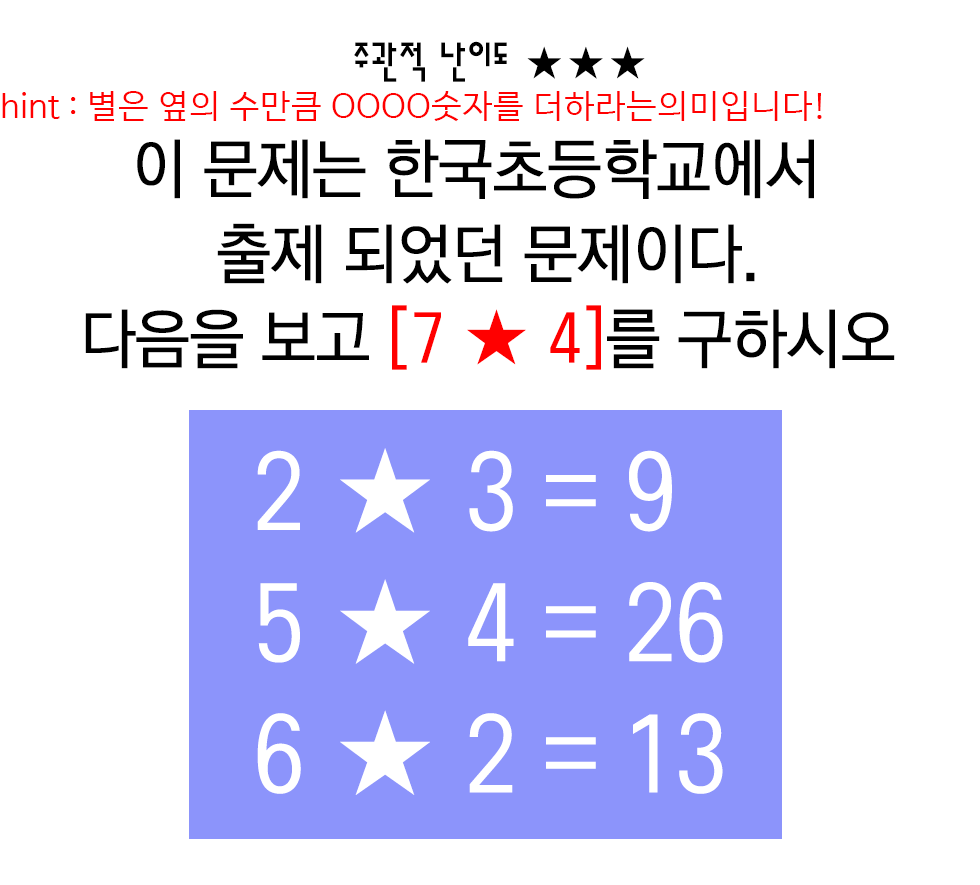 주관적 난이도 ★★★
hint : 별은 옆의 수만큼 OOOO숫자를 더하라는의미입니다!
이 문제는 한국초등학교에서
출제 되었던 문제이다.
다음을 보고 [7 ★ 4]를 구하시오
2 ★ 3 = 9
5 ★ 4 = 26
6 ★ 2 = 13